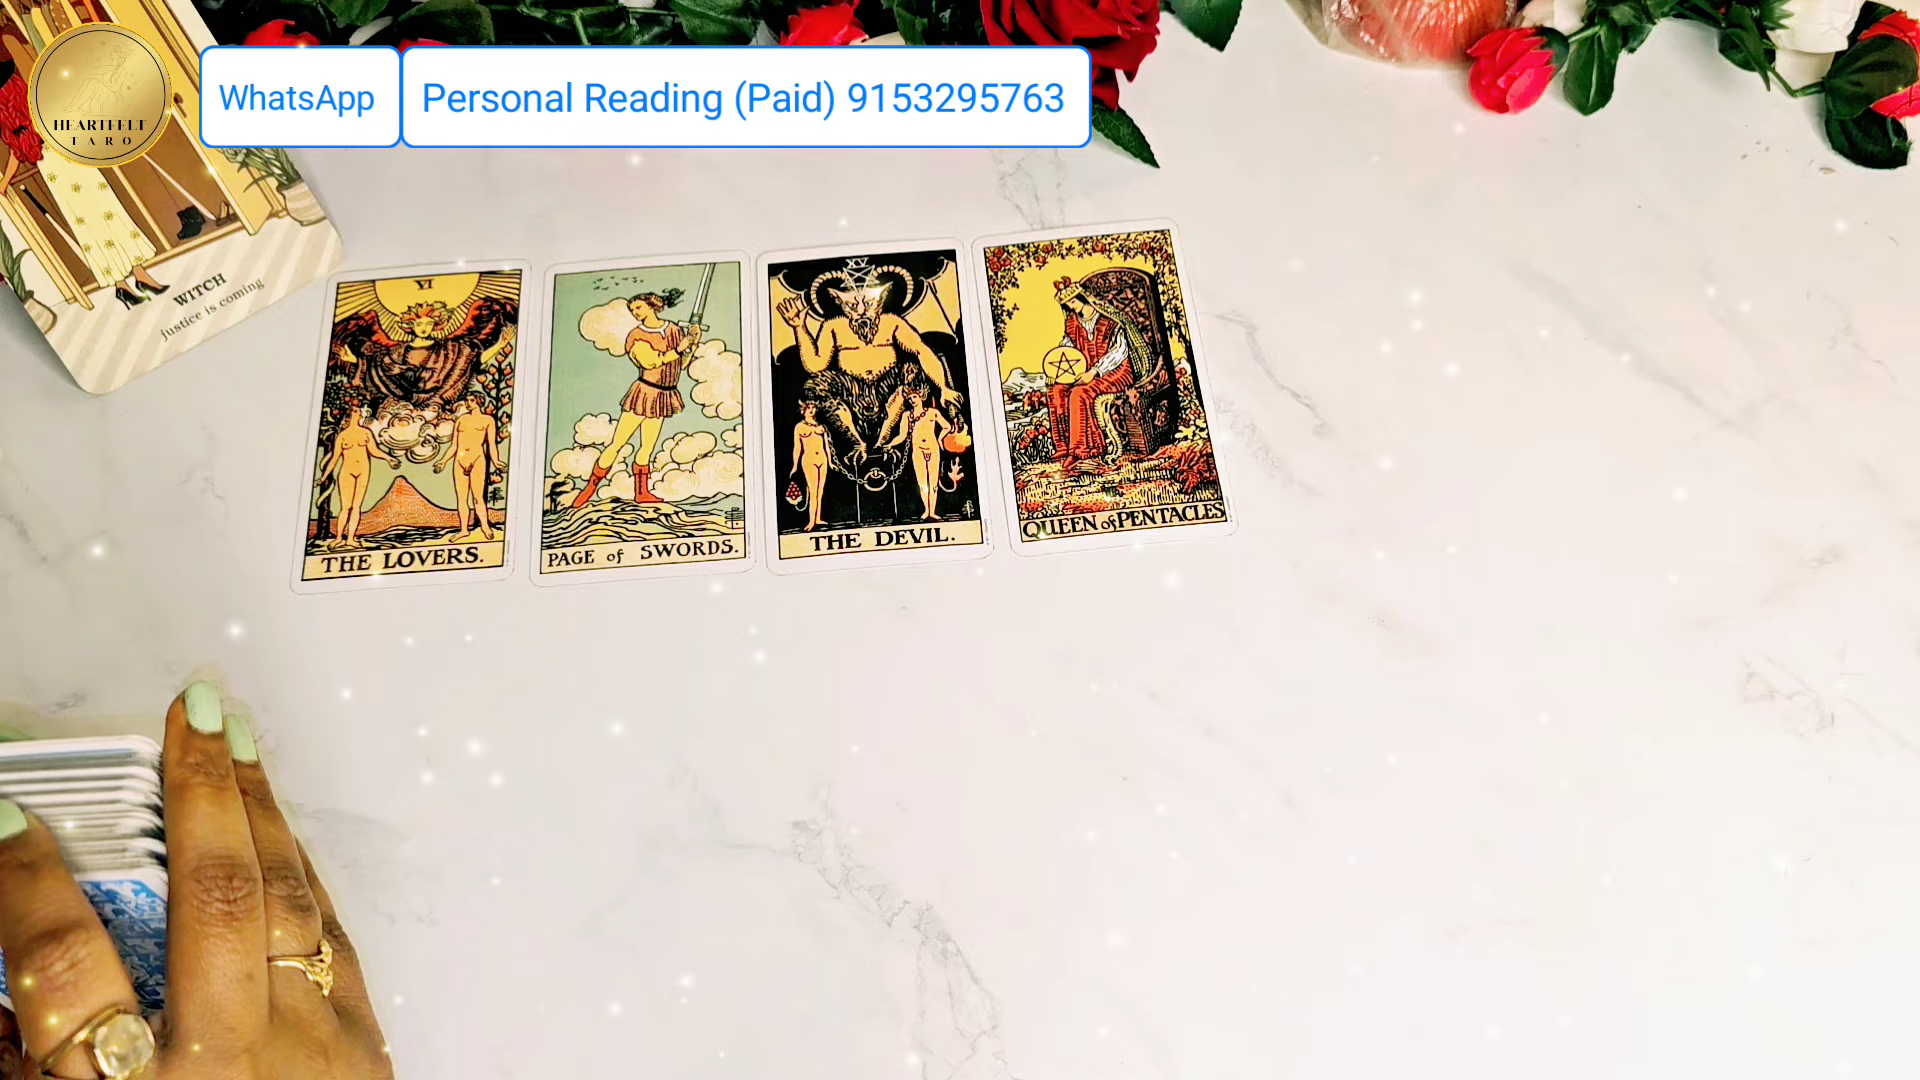 HEARTFELT
TARO
WhatsApp
Personal Reading (Paid) 9153295763
WITCH
justice is coming
VI
THE LOVERS.
PAGE of SWORDS.
XV
THE DEVIL.
QUEEN of PENTACLES